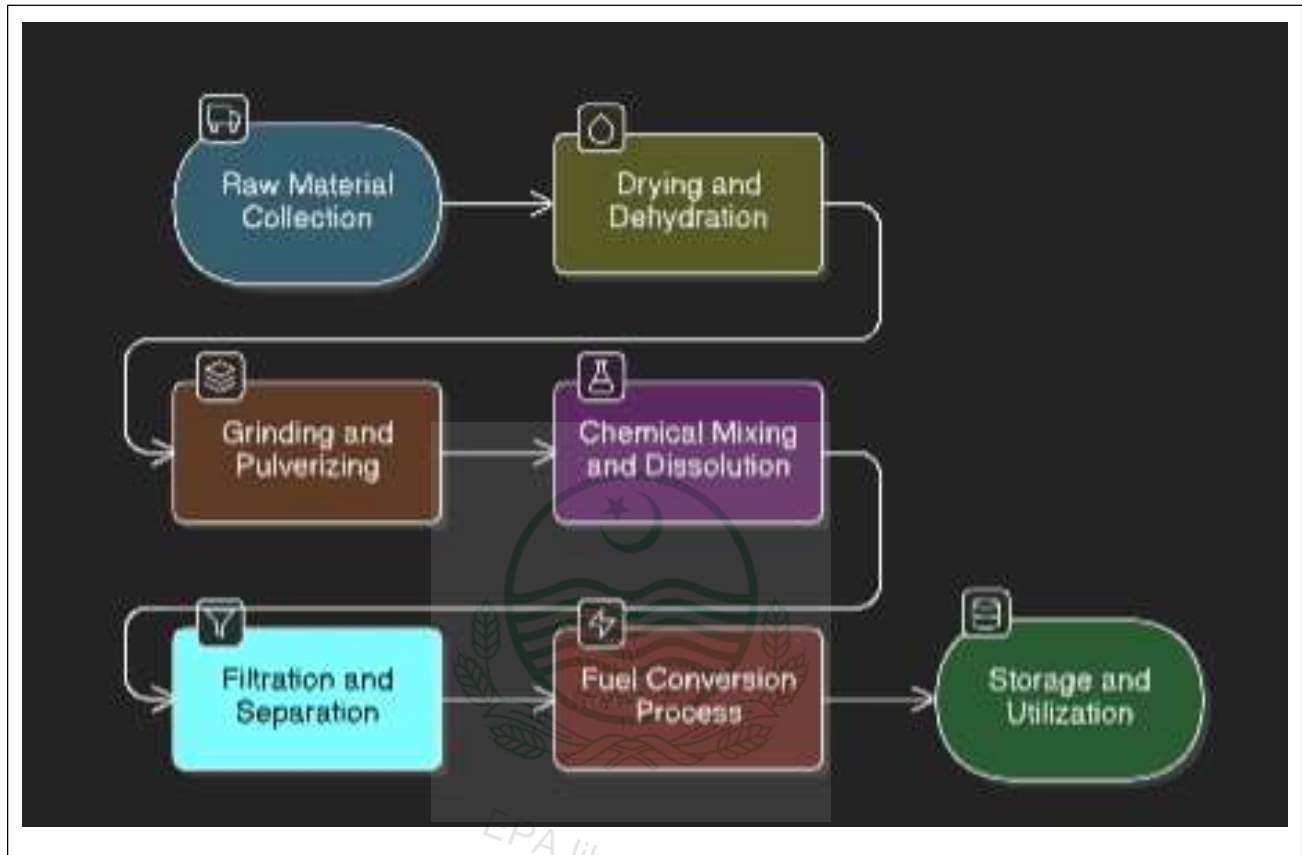 Raw Material
Collection
Drying and
Dehydration
Grinding and
Pulverizing
Chemical Mixing
and Dissolution
Filtration and
Separation
Fuel Conversion
Process
Storage and
Utilization
EPA